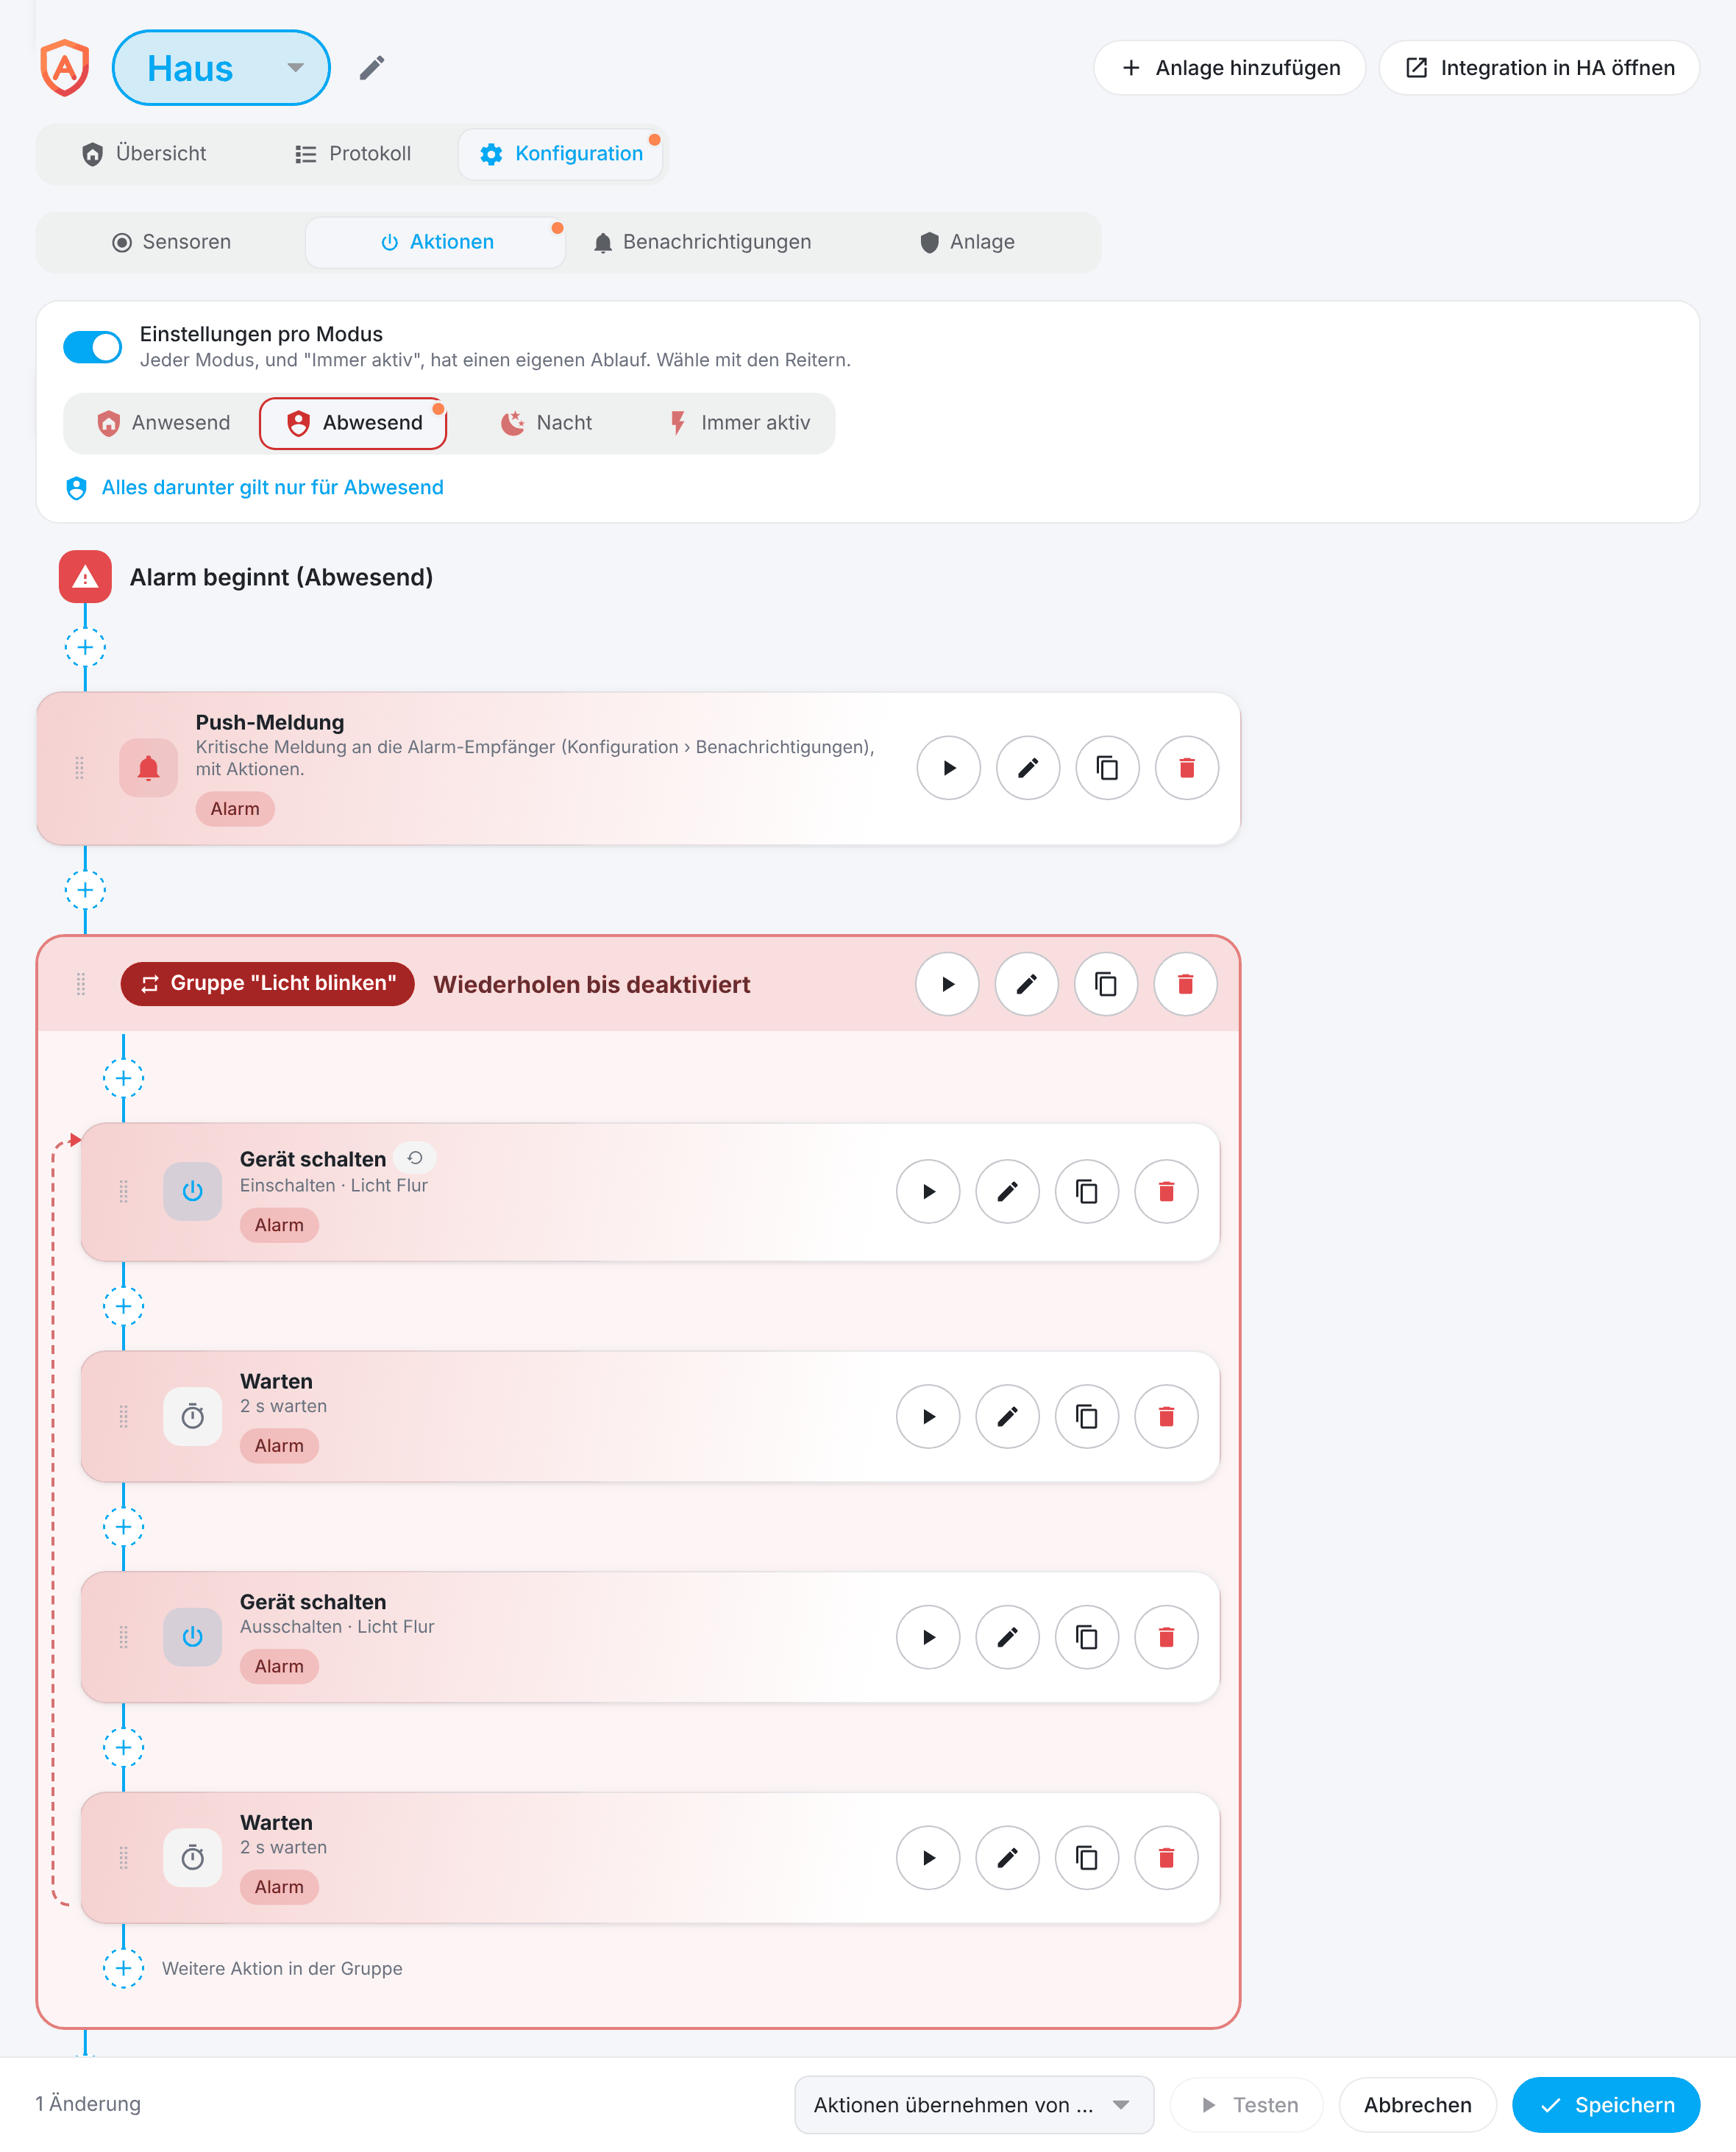 Haus
Anlage hinzufügen
Integration in HA öffnen
Übersicht
Protokoll
Konfiguration
Sensoren
Aktionen
Benachrichtigungen
Anlage
Einstellungen pro Modus
Jeder Modus, und "Immer aktiv", hat einen eigenen Ablauf. Wähle mit den Reitern.
Anwesend
Abwesend
Nacht
Immer aktiv
Alles darunter gilt nur für Abwesend
Alarm beginnt (Abwesend)
Push-Meldung
Kritische Meldung an die Alarm-Empfänger (Konfiguration › Benachrichtigungen),
mit Aktionen.
Alarm
Gruppe "Licht blinken"
Wiederholen bis deaktiviert
Gerät schalten
Einschalten · Licht Flur
Alarm
Warten
2 s warten
Alarm
Gerät schalten
Ausschalten · Licht Flur
Alarm
Warten
2 s warten
Alarm
Weitere Aktion in der Gruppe
1 Änderung
Aktionen übernehmen von ...
Testen
Abbrechen
Speichern